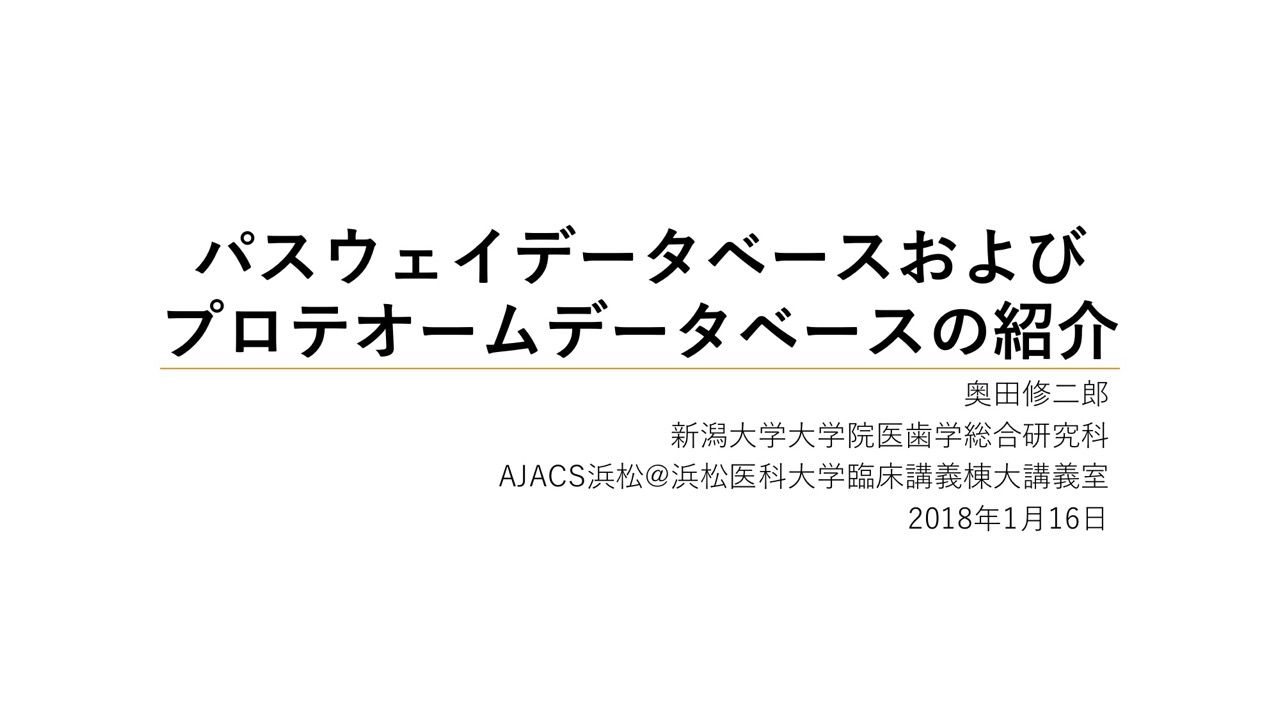 パスウェイデータベースおよび
プロテオームデータベースの紹介
奥田修二郎
新潟大学大学院医歯学総合研究科
AJACS浜松@浜松医科大学臨床講義棟大講義室
2018年1月16日